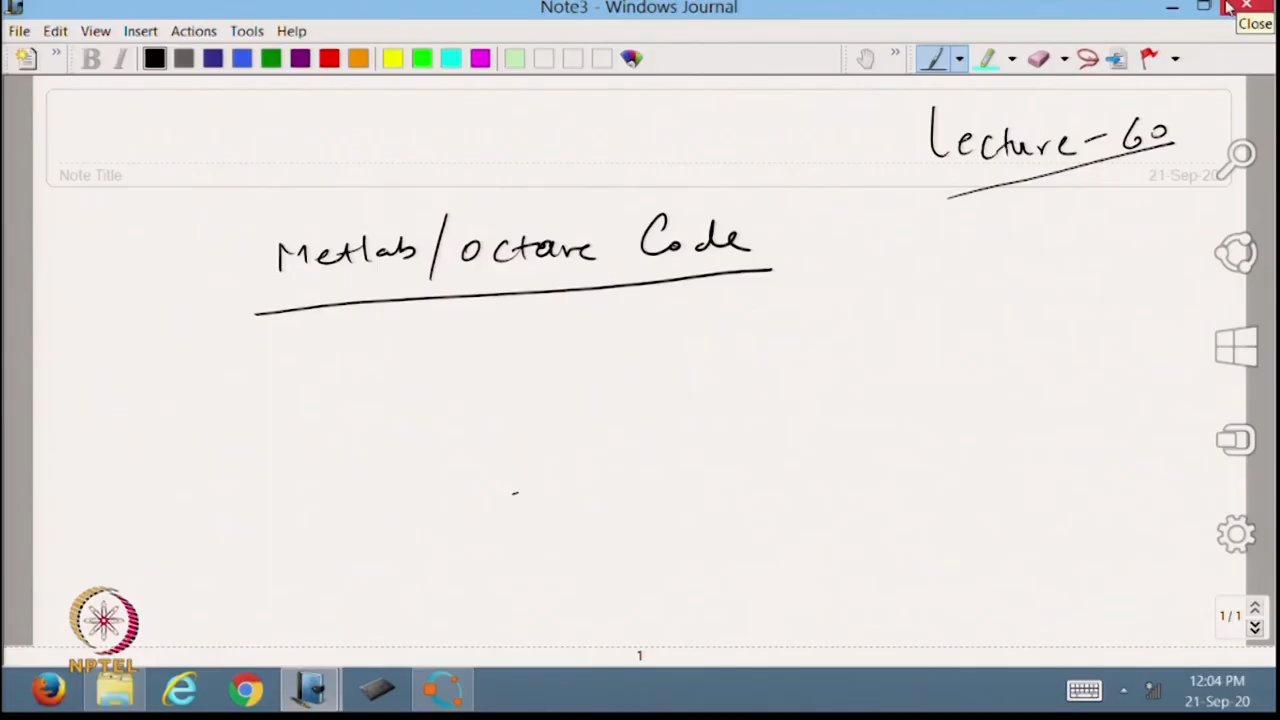 Note3 - Windows Journal
Close
File Edit View Insert Actions Tools Help
B I
Lecture - 60
Note Title
21-Sep-20
Metlab/Octave Code
1/1
NPTEL
1
12:04 PM
21-Sep-20